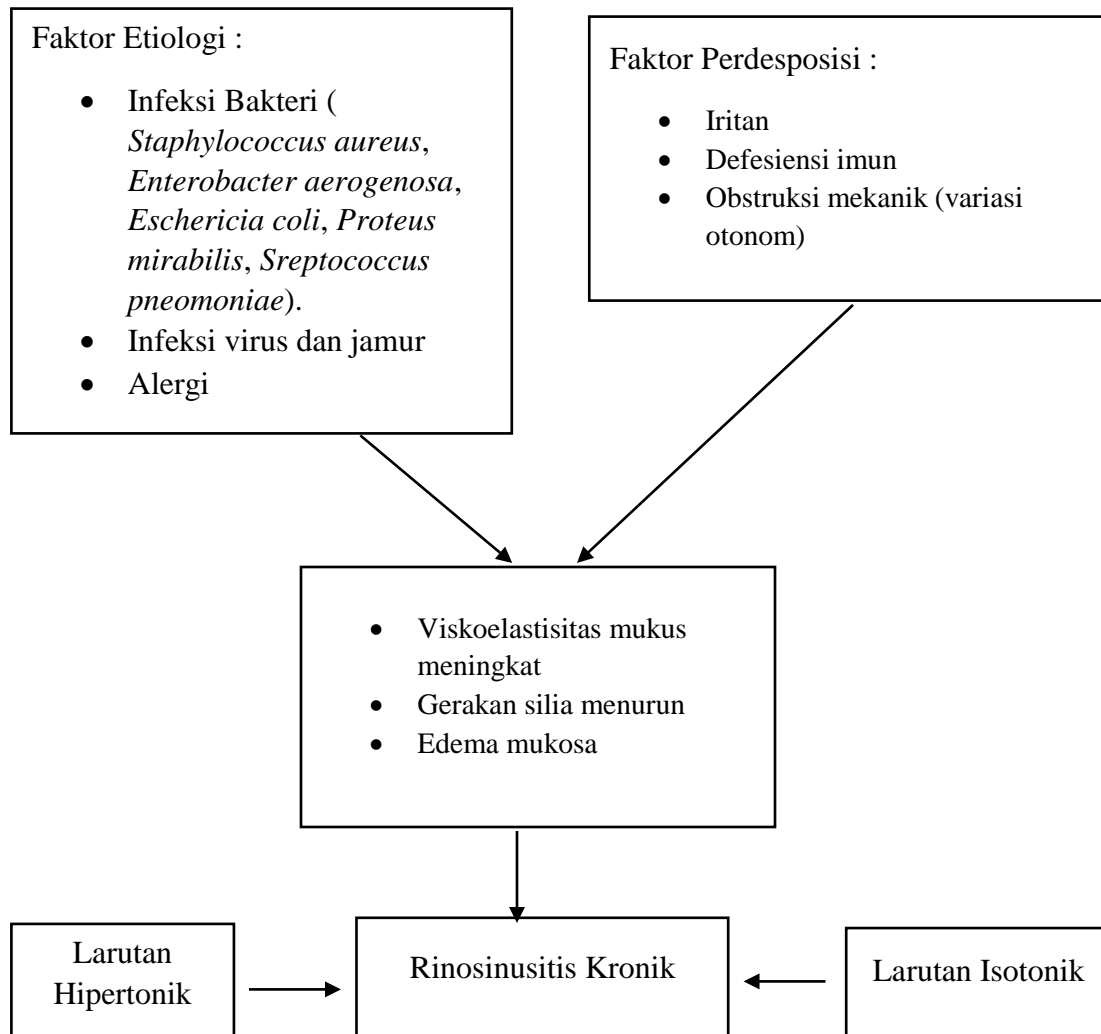 Faktor Etiologi :
• Infeksi Bakteri (
Staphylococcus aureus,
Enterobacter aerogenosa,
Eschericia coli, Proteus
mirabilis, Sreptococcus
pneomoniae).
• Infeksi virus dan jamur
• Alergi
Faktor Perdesposisi :
• Iritan
• Defesiensi imun
• Obstruksi mekanik (variasi
otonom)
• Viskoelastisitas mukus
meningkat
• Gerakan silia menurun
• Edema mukosa
Larutan
Hipertonik
Rinosinusitis Kronik
Larutan Isotonik